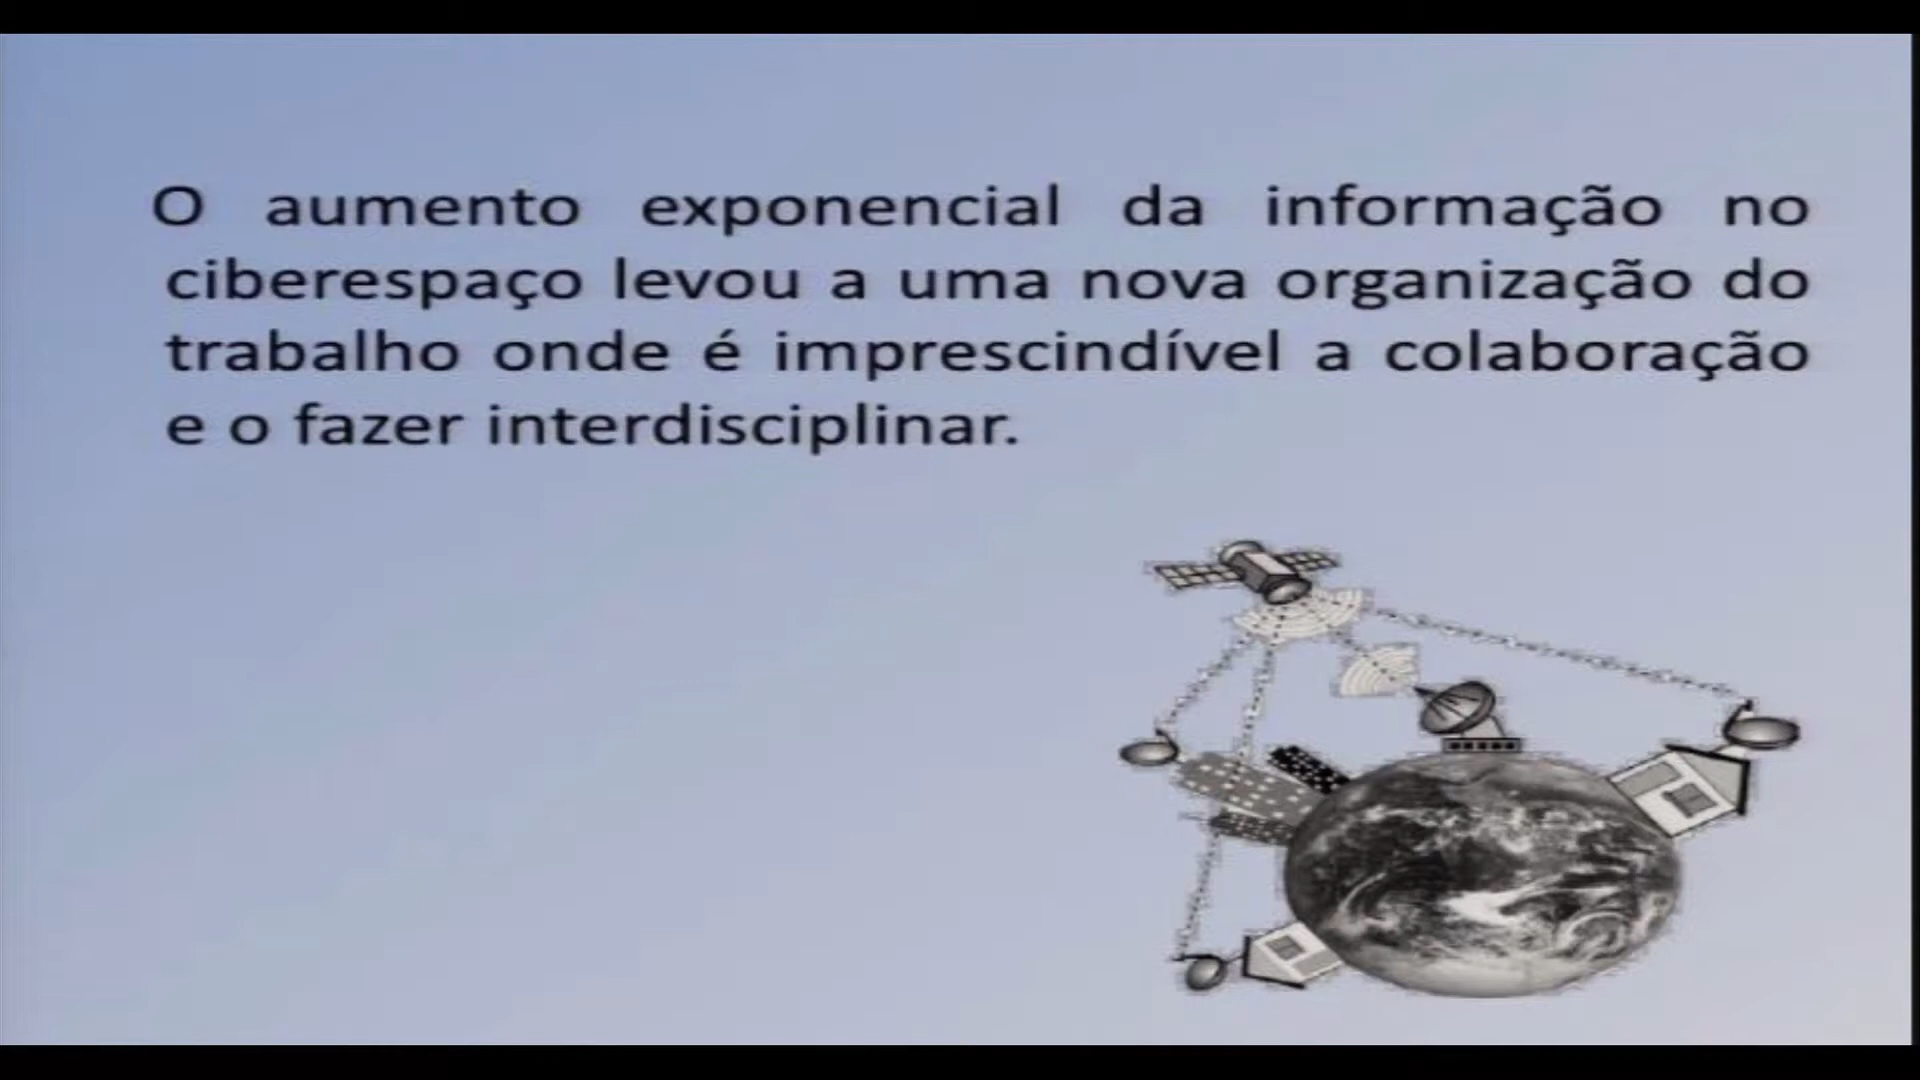 O aumento exponencial da informação no
ciberespaço levou a uma nova organização do
trabalho onde é imprescindível a colaboração
e o fazer interdisciplinar.